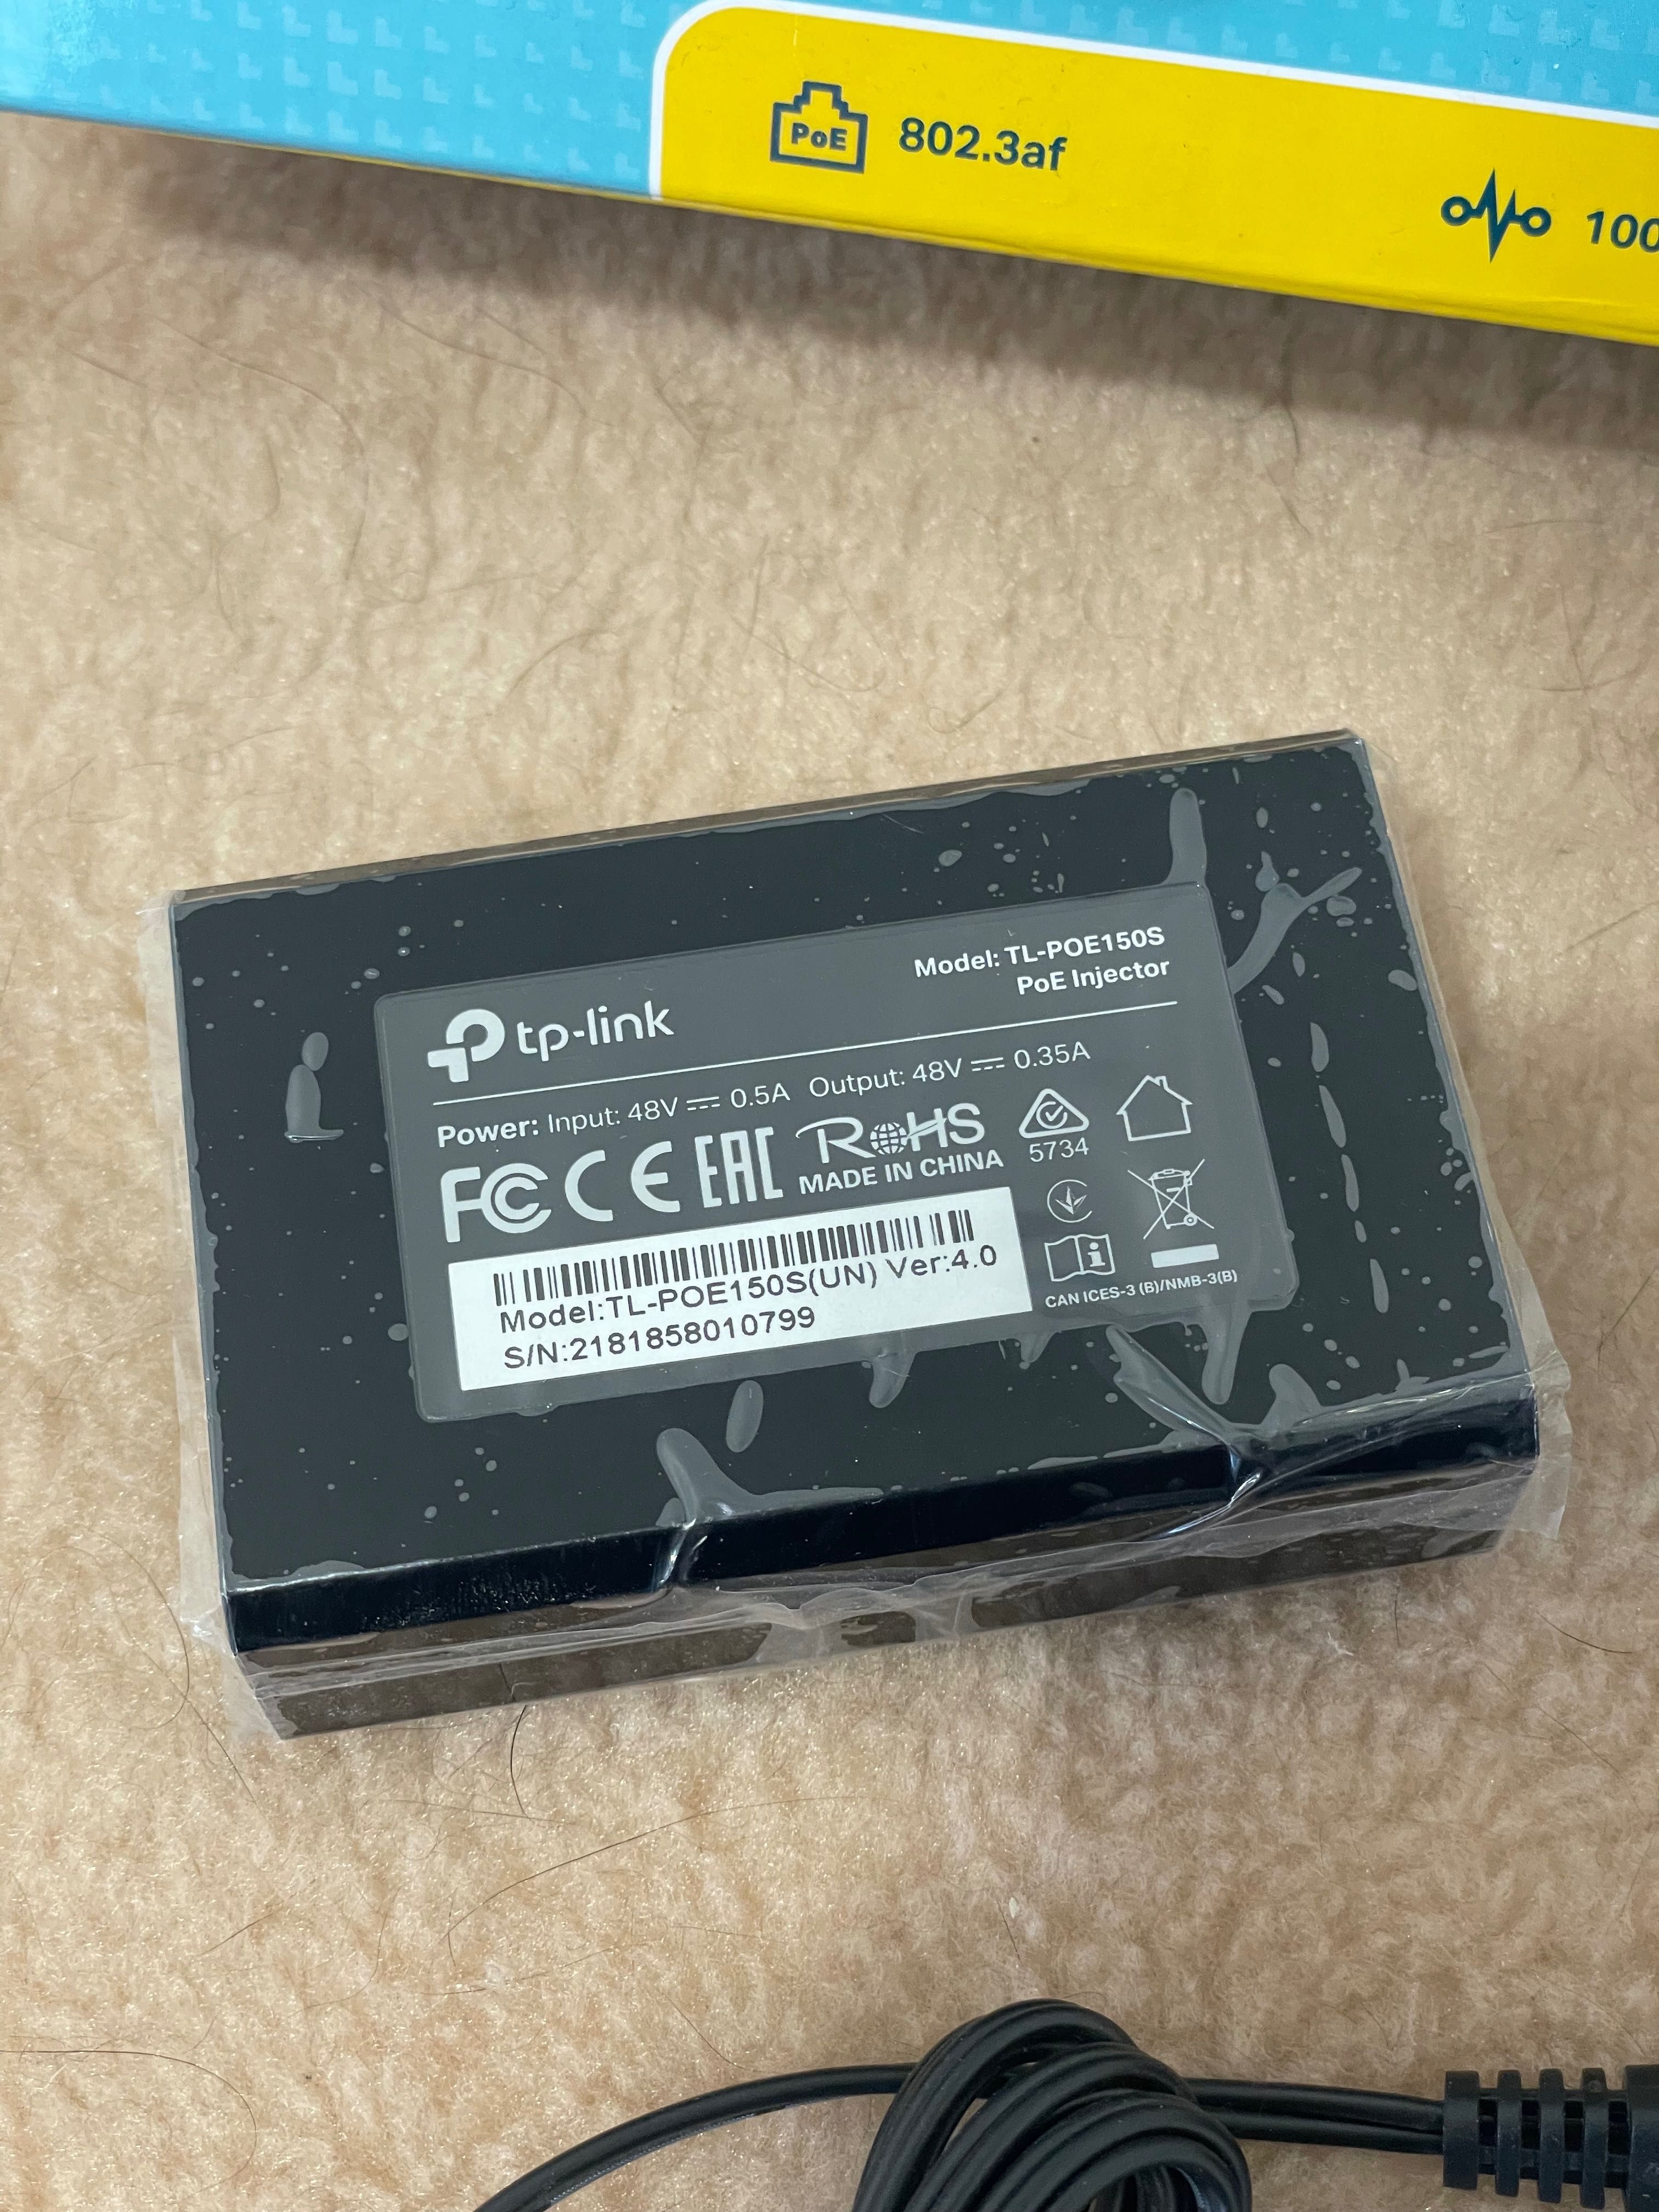 PoE 802.3af
100
tp-link
Model: TL-POE150S
PoE Injector
Power: Input: 48V 0.5A Output: 48V 0.35A
FC CE EAC RoHS
MADE IN CHINA
5734
Model:TL-POE150S(UN) Ver:4.0
S/N:2181858010799
CAN ICES-3 (B)/NMB-3(B)